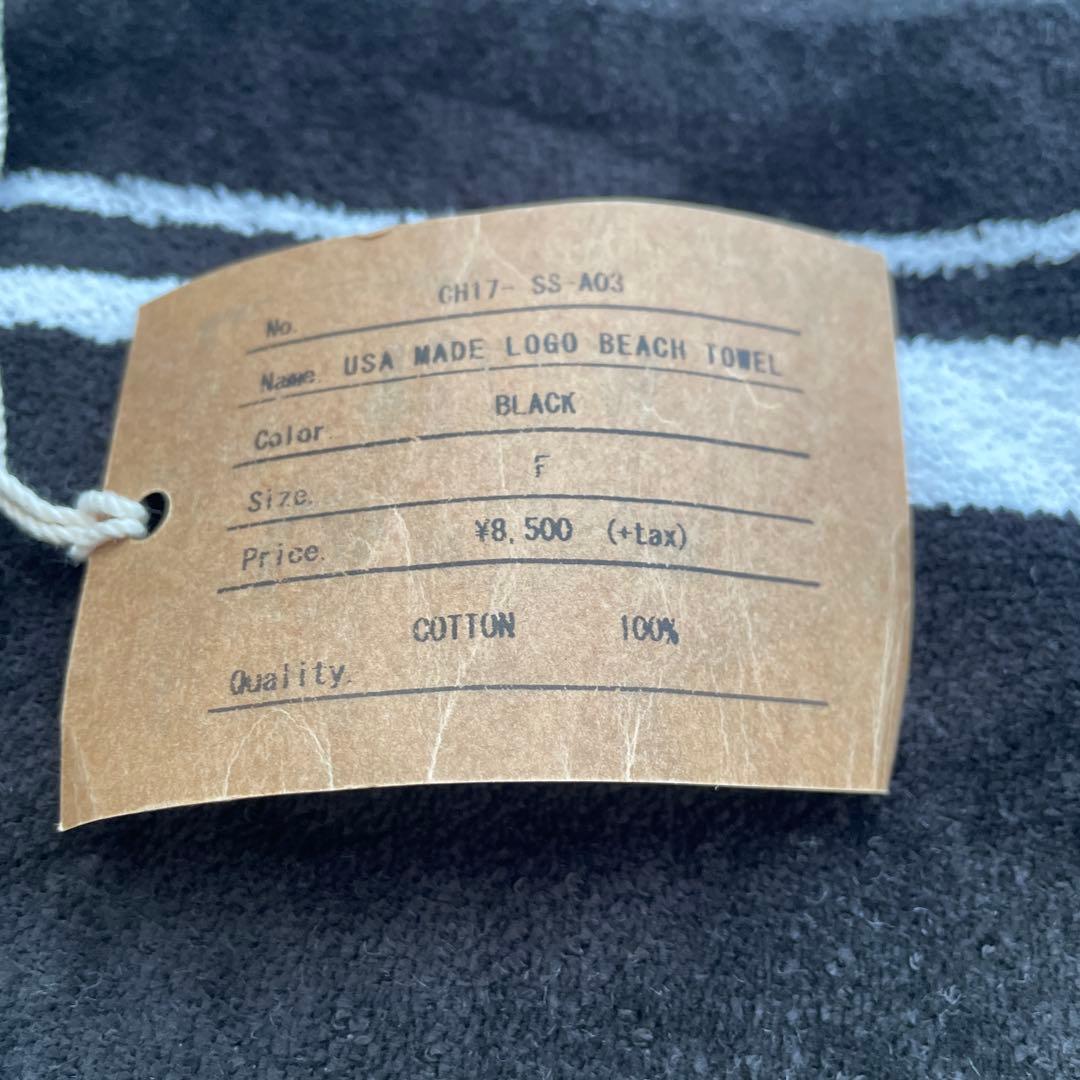 No. CH17- SS-A03
Name. USA MADE LOGO BEACH TOWEL
Color. BLACK
Size. F
Price. ¥8,500 (+tax)
COTTON 100%
Quality.